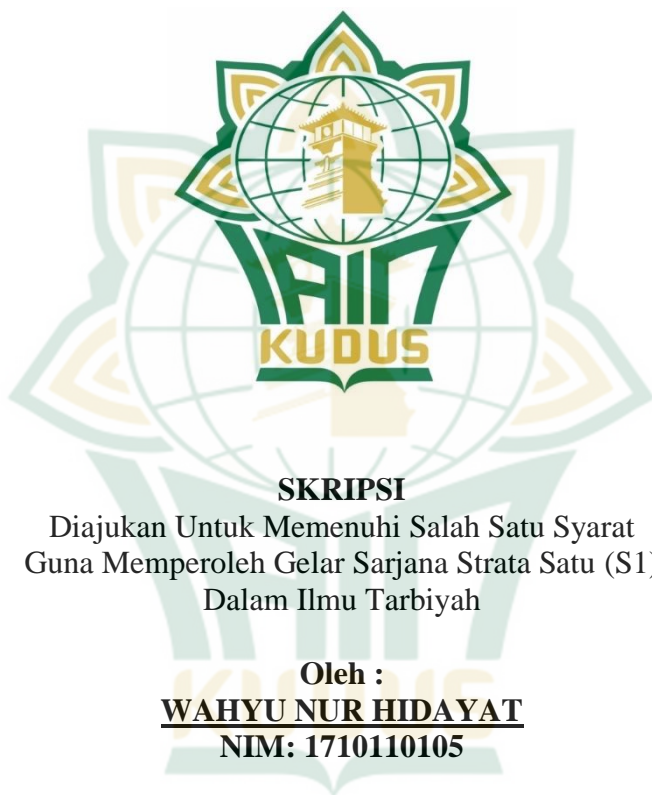 IAIN
KUDUS
SKRIPSI
Diajukan Untuk Memenuhi Salah Satu Syarat
Guna Memperoleh Gelar Sarjana Strata Satu (S1)
Dalam Ilmu Tarbiyah
Oleh :
WAHYU NUR HIDAYAT
NIM: 1710110105